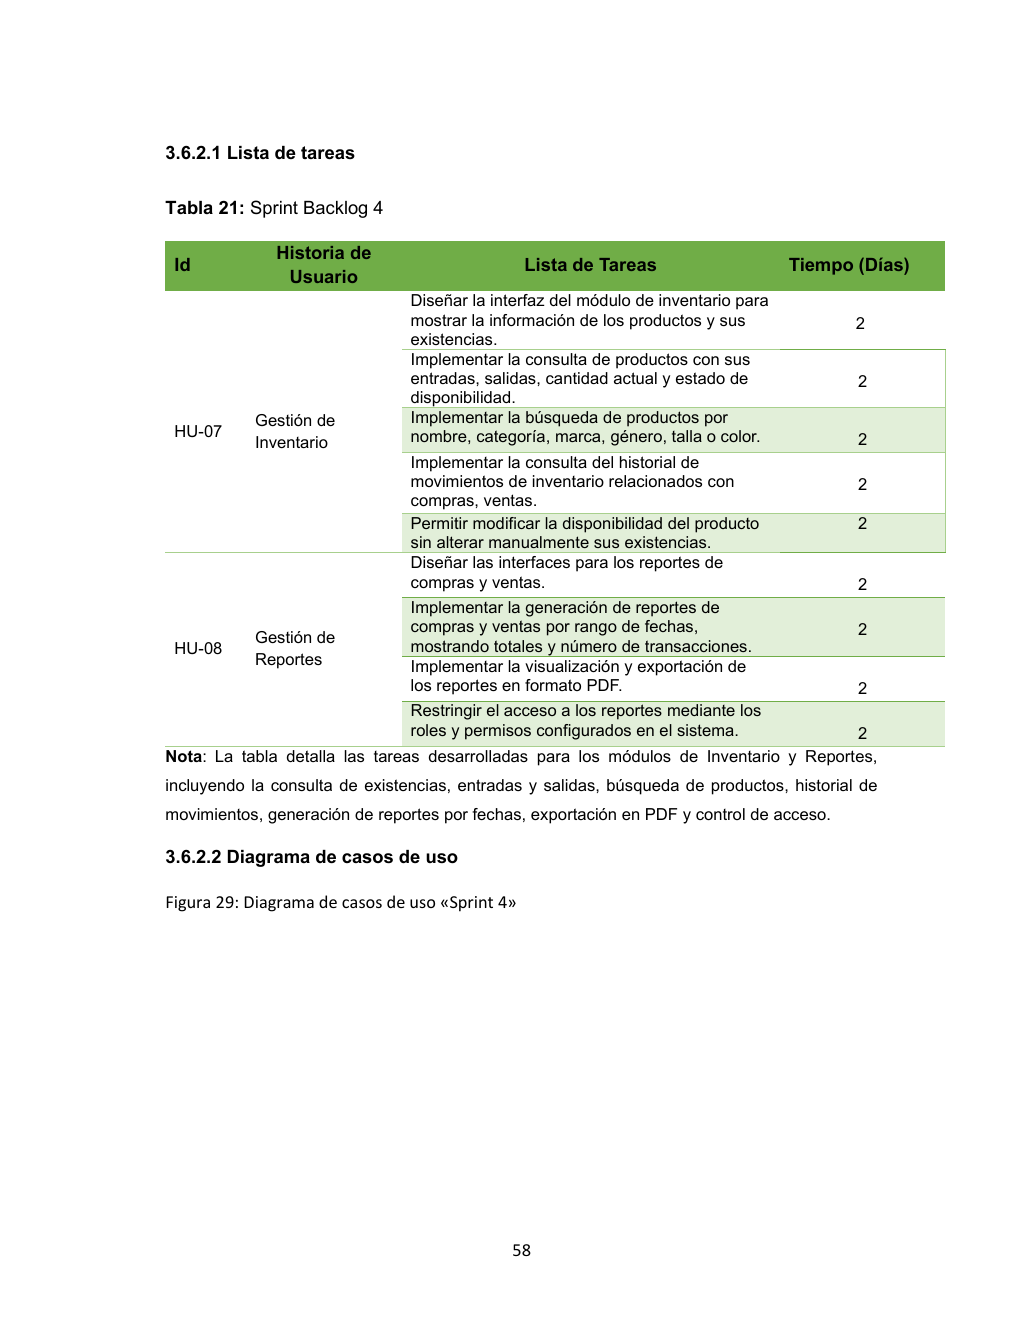 3.6.2.1 Lista de tareas
Tabla 21: Sprint Backlog 4
Id
Historia de
Usuario
Lista de Tareas
Tiempo (Días)
HU-07
Gestión de
Inventario
Diseñar la interfaz del módulo de inventario para
mostrar la información de los productos y sus
existencias.
2
Implementar la consulta de productos con sus
entradas, salidas, cantidad actual y estado de
disponibilidad.
2
Implementar la búsqueda de productos por
nombre, categoría, marca, género, talla o color.
2
Implementar la consulta del historial de
movimientos de inventario relacionados con
compras, ventas.
2
Permitir modificar la disponibilidad del producto
sin alterar manualmente sus existencias.
2
HU-08
Gestión de
Reportes
Diseñar las interfaces para los reportes de
compras y ventas.
2
Implementar la generación de reportes de
compras y ventas por rango de fechas,
mostrando totales y número de transacciones.
2
Implementar la visualización y exportación de
los reportes en formato PDF.
2
Restringir el acceso a los reportes mediante los
roles y permisos configurados en el sistema.
2
Nota: La tabla detalla las tareas desarrolladas para los módulos de Inventario y Reportes,
incluyendo la consulta de existencias, entradas y salidas, búsqueda de productos, historial de
movimientos, generación de reportes por fechas, exportación en PDF y control de acceso.
3.6.2.2 Diagrama de casos de uso
Figura 29: Diagrama de casos de uso «Sprint 4»
58